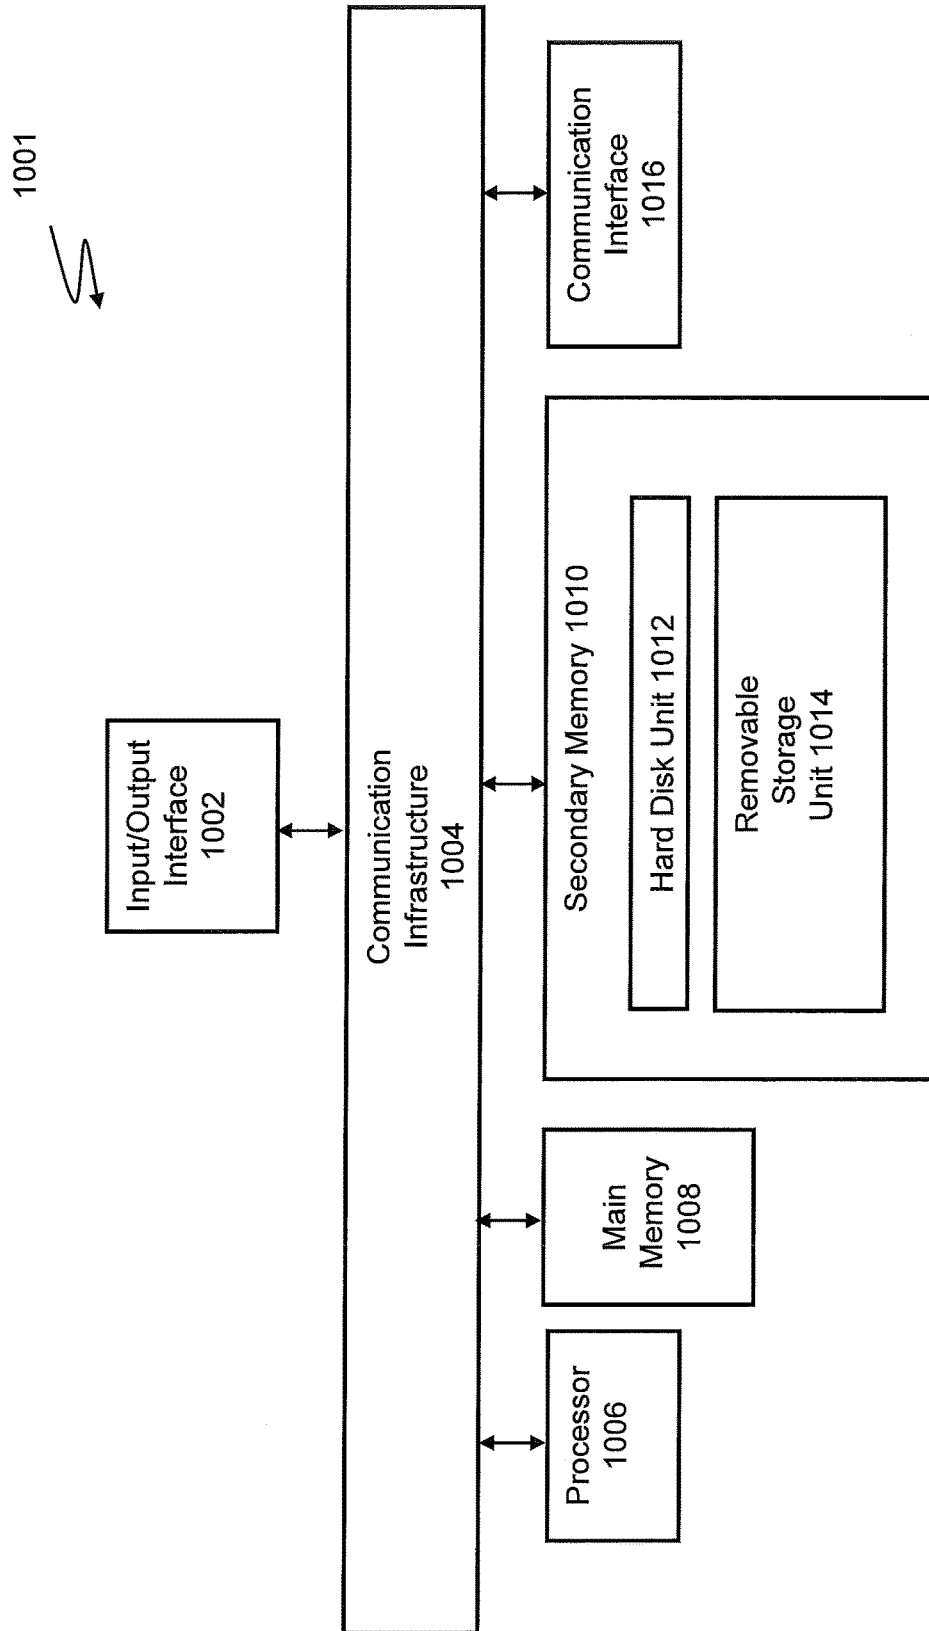 1001
Input/Output
Interface
1002
Communication
Infrastructure
1004
Processor
1006
Main
Memory
1008
Secondary Memory 1010
Hard Disk Unit 1012
Removable
Storage
Unit 1014
Communication
Interface
1016